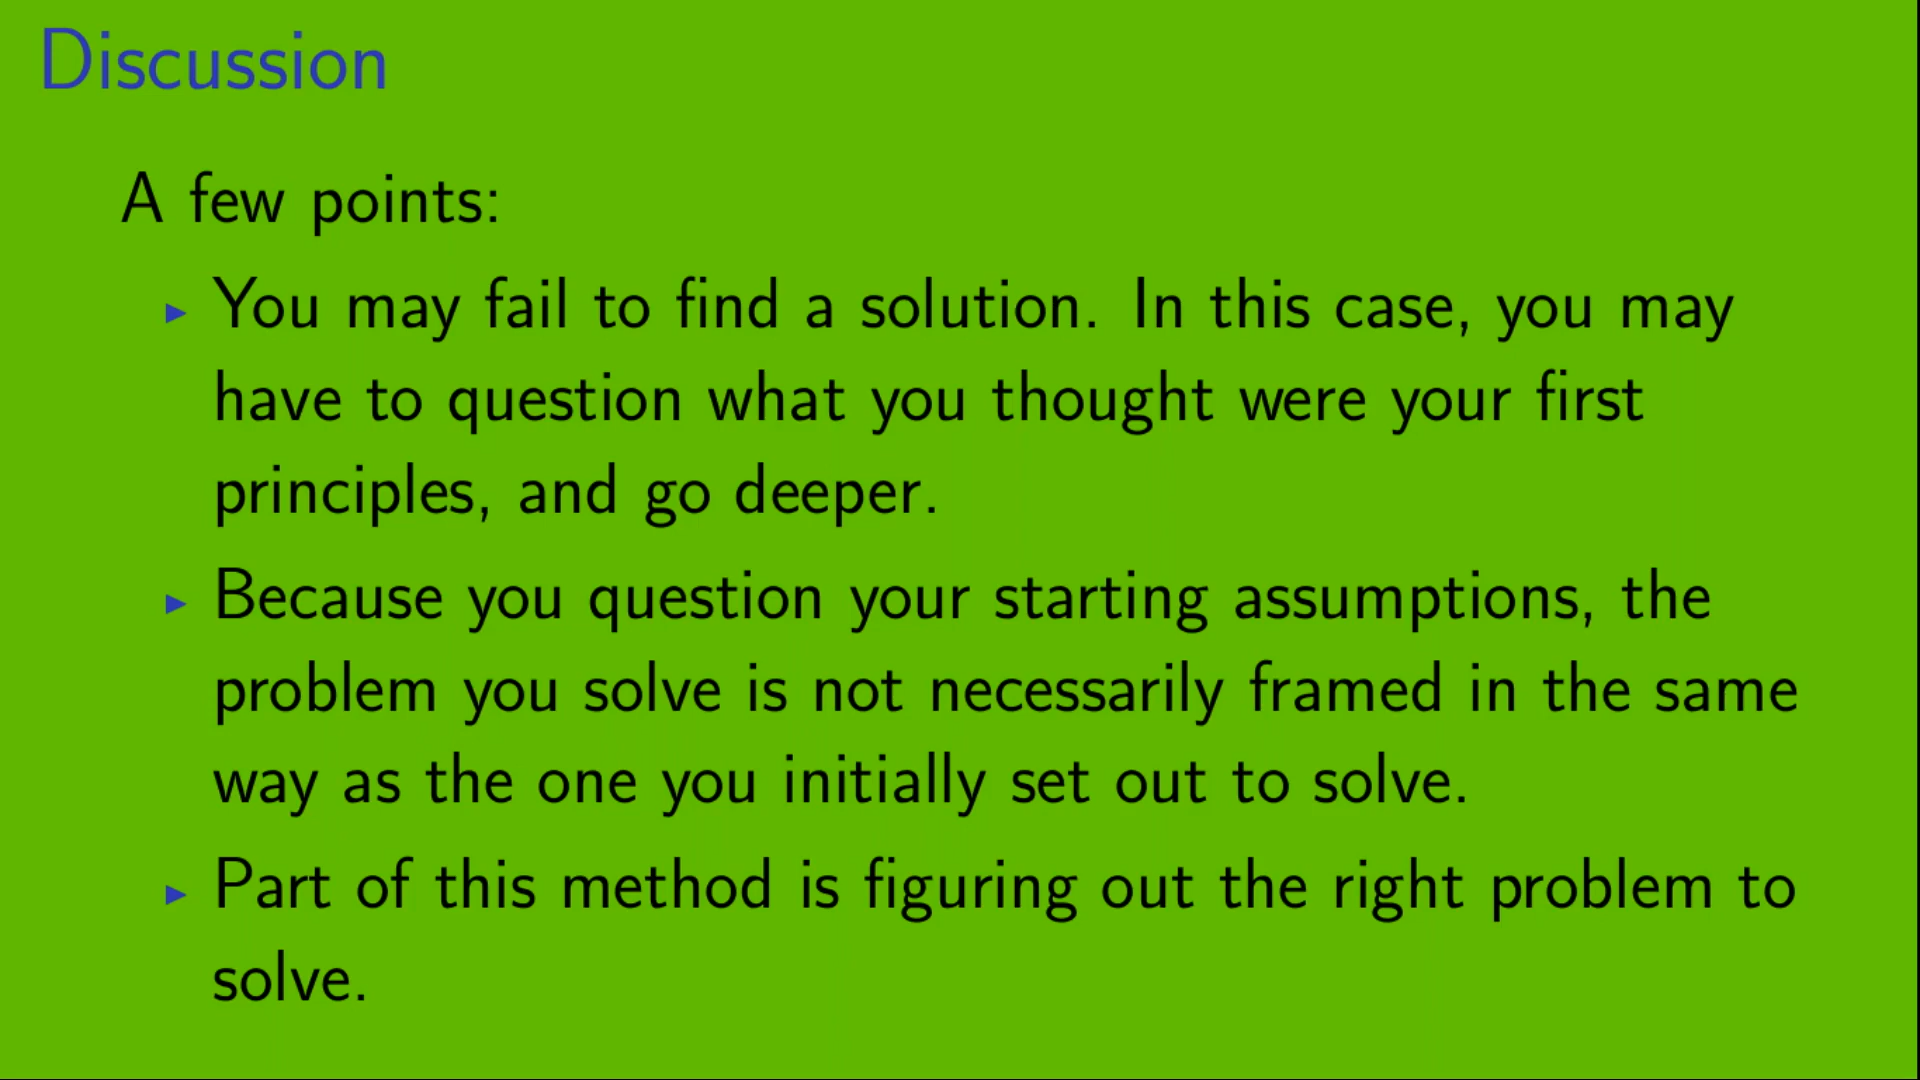 Discussion
A few points:
▶ You may fail to find a solution. In this case, you may
have to question what you thought were your first
principles, and go deeper.
▶ Because you question your starting assumptions, the
problem you solve is not necessarily framed in the same
way as the one you initially set out to solve.
▶ Part of this method is figuring out the right problem to
solve.